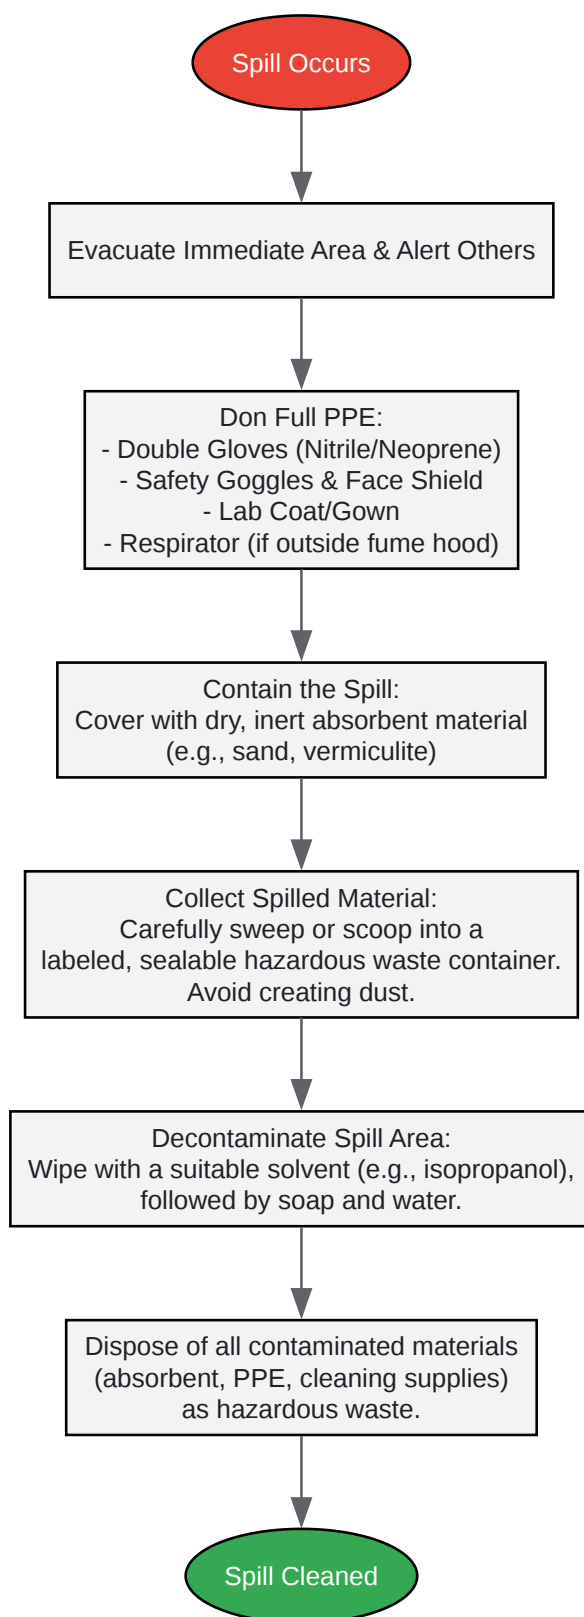 Spill Occurs
Evacuate Immediate Area & Alert Others
Don Full PPE:
- Double Gloves (Nitrile/Neoprene)
- Safety Goggles & Face Shield
- Lab Coat/Gown
- Respirator (if outside fume hood)
Contain the Spill:
Cover with dry, inert absorbent material
(e.g., sand, vermiculite)
Collect Spilled Material:
Carefully sweep or scoop into a
labeled, sealable hazardous waste container.
Avoid creating dust.
Decontaminate Spill Area:
Wipe with a suitable solvent (e.g., isopropanol),
followed by soap and water.
Dispose of all contaminated materials
(absorbent, PPE, cleaning supplies)
as hazardous waste.
Spill Cleaned